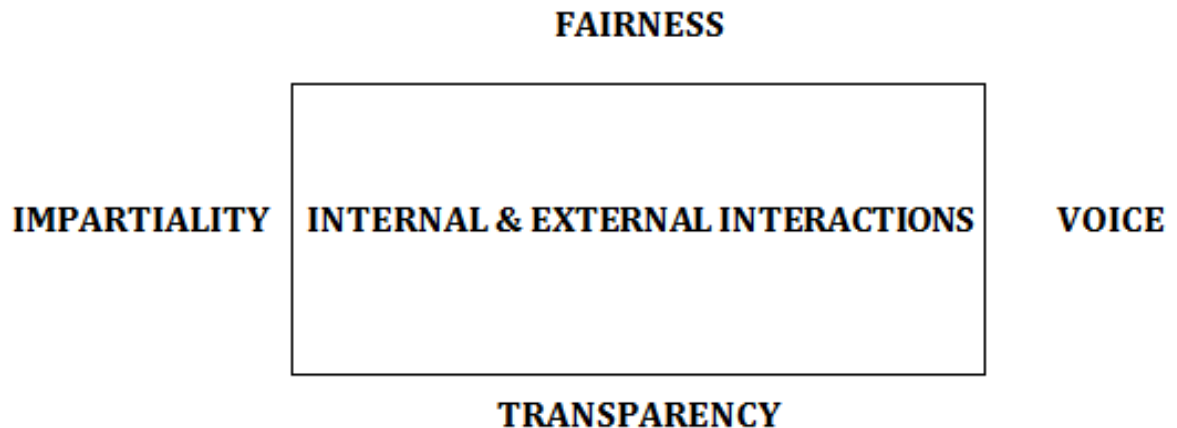 FAIRNESS
IMPARTIALITY INTERNAL & EXTERNAL INTERACTIONS VOICE
TRANSPARENCY